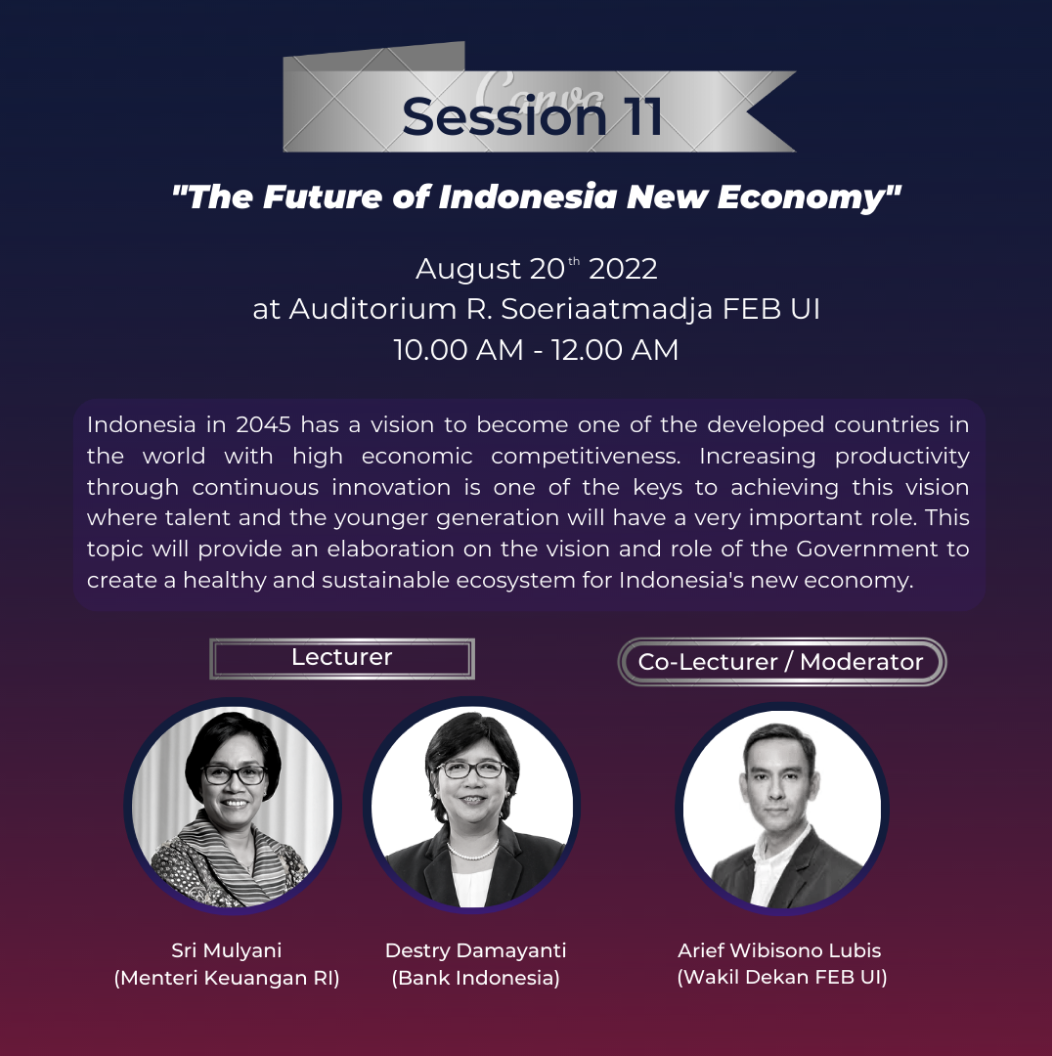 Canva
Session 11
"The Future of Indonesia New Economy"
August 20th 2022
at Auditorium R. Soeriaatmadja FEB UI
10.00 AM - 12.00 AM
Indonesia in 2045 has a vision to become one of the developed countries in
the world with high economic competitiveness. Increasing productivity
through continuous innovation is one of the keys to achieving this vision
where talent and the younger generation will have a very important role. This
topic will provide an elaboration on the vision and role of the Government to
create a healthy and sustainable ecosystem for Indonesia's new economy.
Lecturer
Co-Lecturer / Moderator
Sri Mulyani
(Menteri Keuangan RI)
Destry Damayanti
(Bank Indonesia)
Arief Wibisono Lubis
(Wakil Dekan FEB UI)